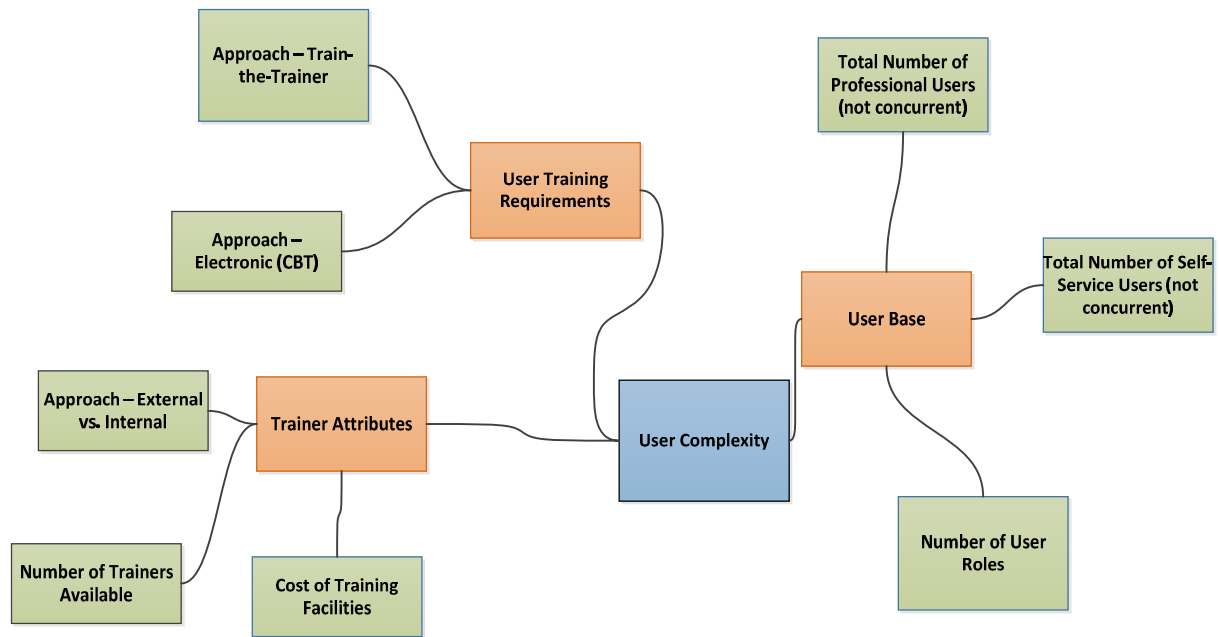 Approach – Train-
the-Trainer
Total Number of
Professional Users
(not concurrent)
User Training
Requirements
Approach –
Electronic (CBT)
Total Number of Self-
Service Users (not
concurrent)
User Base
Approach – External
vs. Internal
Trainer Attributes
User Complexity
Number of Trainers
Available
Cost of Training
Facilities
Number of User
Roles